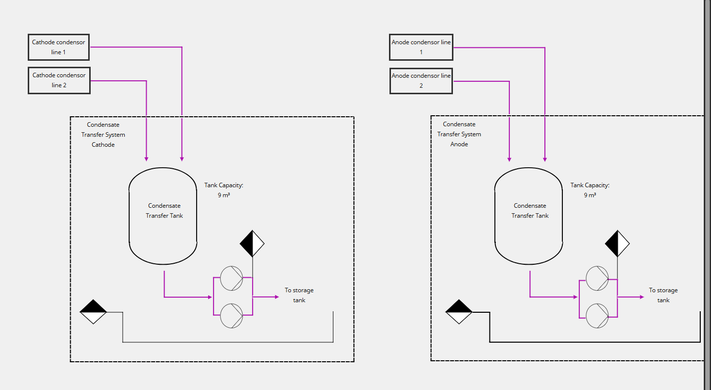 Cathode condensor
line 1
Cathode condensor
line 2
Condensate
Transfer System
Cathode
Tank Capacity:
9 m³
Condensate
Transfer Tank
To storage
tank
Anode condensor line
1
Anode condensor line
2
Condensate
Transfer System
Anode
Tank Capacity:
9 m³
Condensate
Transfer Tank
To storage
tank